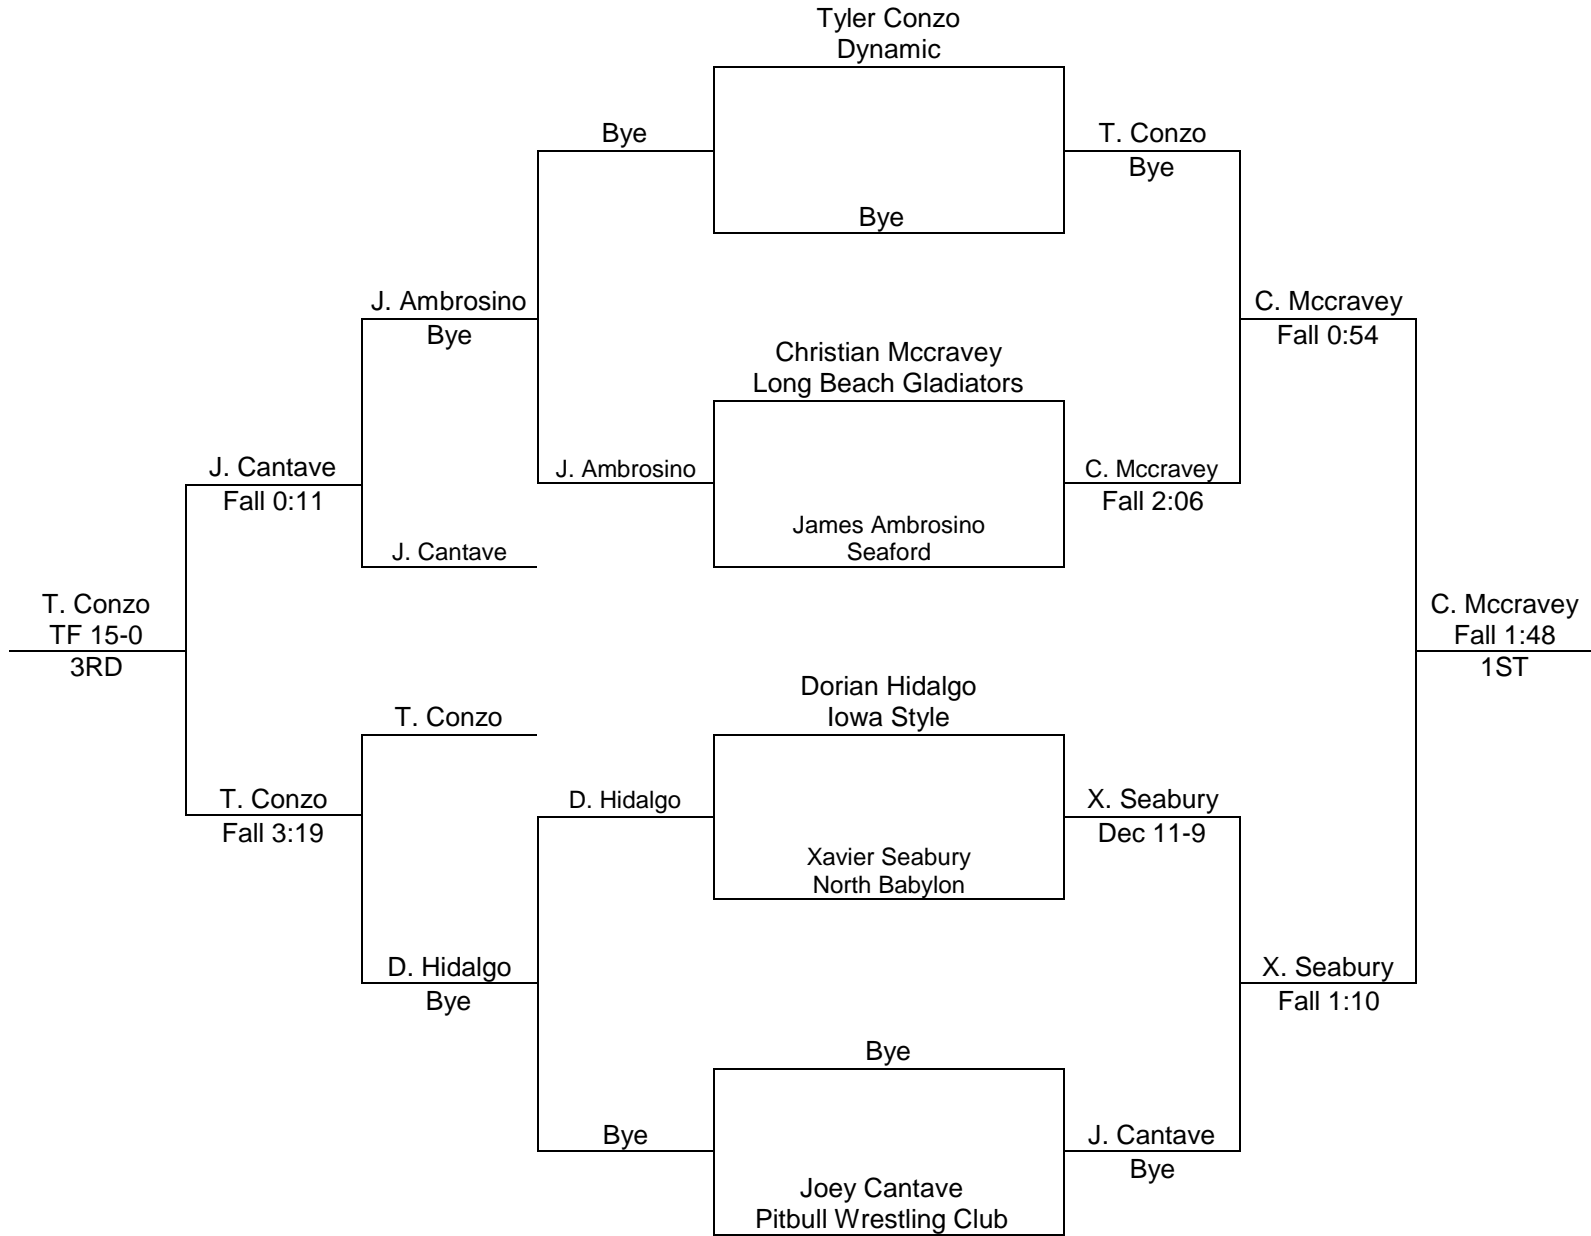 Tyler Conzo
Dynamic
Bye
T. Conzo
Bye
Bye
J. Ambrosino
Bye
C. Mccravey
Fall 0:54
Christian Mccravey
Long Beach Gladiators
J. Cantave
Fall 0:11
J. Ambrosino
C. Mccravey
Fall 2:06
James Ambrosino
Seaford
J. Cantave
T. Conzo
TF 15-0
3RD
C. Mccravey
Fall 1:48
1ST
Dorian Hidalgo
Iowa Style
T. Conzo
T. Conzo
Fall 3:19
D. Hidalgo
X. Seabury
Dec 11-9
Xavier Seabury
North Babylon
D. Hidalgo
Bye
X. Seabury
Fall 1:10
Bye
Bye
J. Cantave
Bye
Joey Cantave
Pitbull Wrestling Club